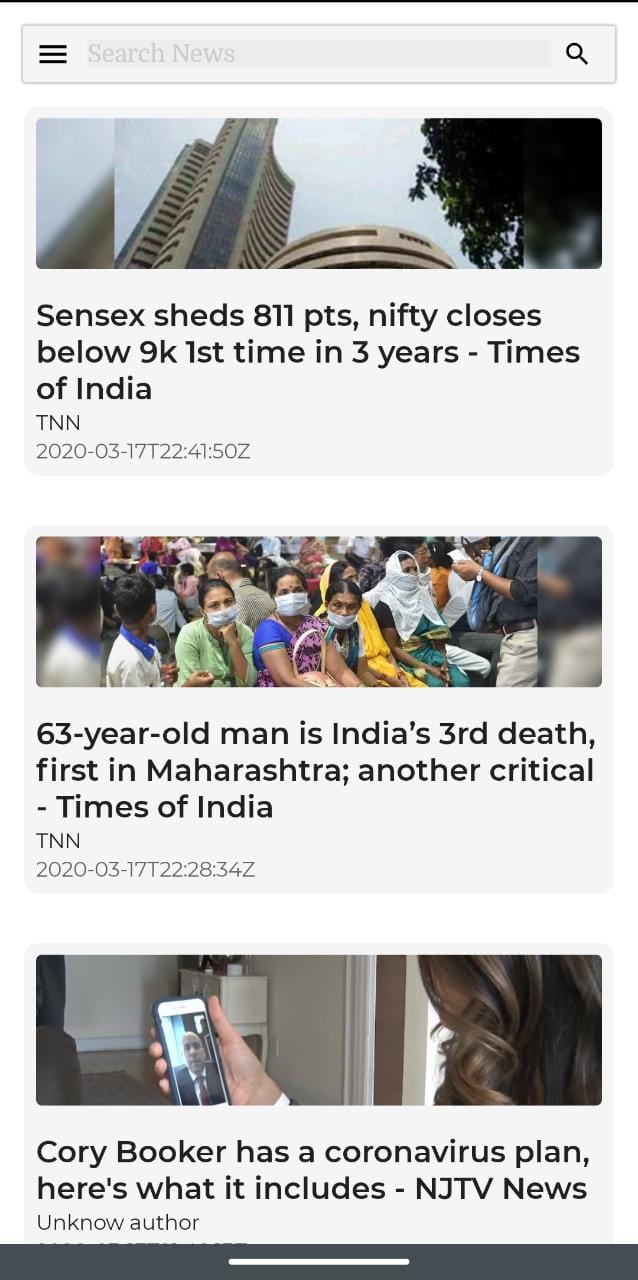 Search News
Sensex sheds 811 pts, nifty closes
below 9k 1st time in 3 years - Times
of India
TNN
2020-03-17T22:41:50Z
63-year-old man is India’s 3rd death,
first in Maharashtra; another critical
- Times of India
TNN
2020-03-17T22:28:34Z
Cory Booker has a coronavirus plan,
here's what it includes - NJTV News
Unknow author